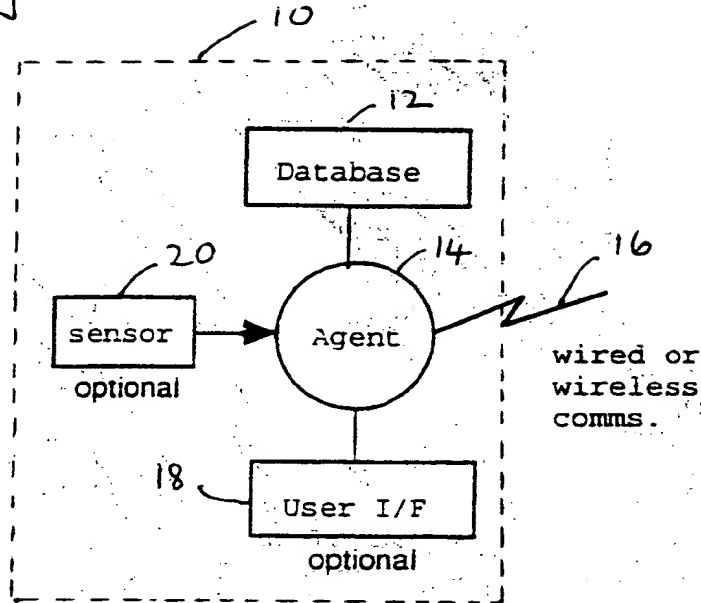 10
12
Database
20
14
16
sensor
Agent
optional
wired or
wireless
comms.
18
User I/F
optional